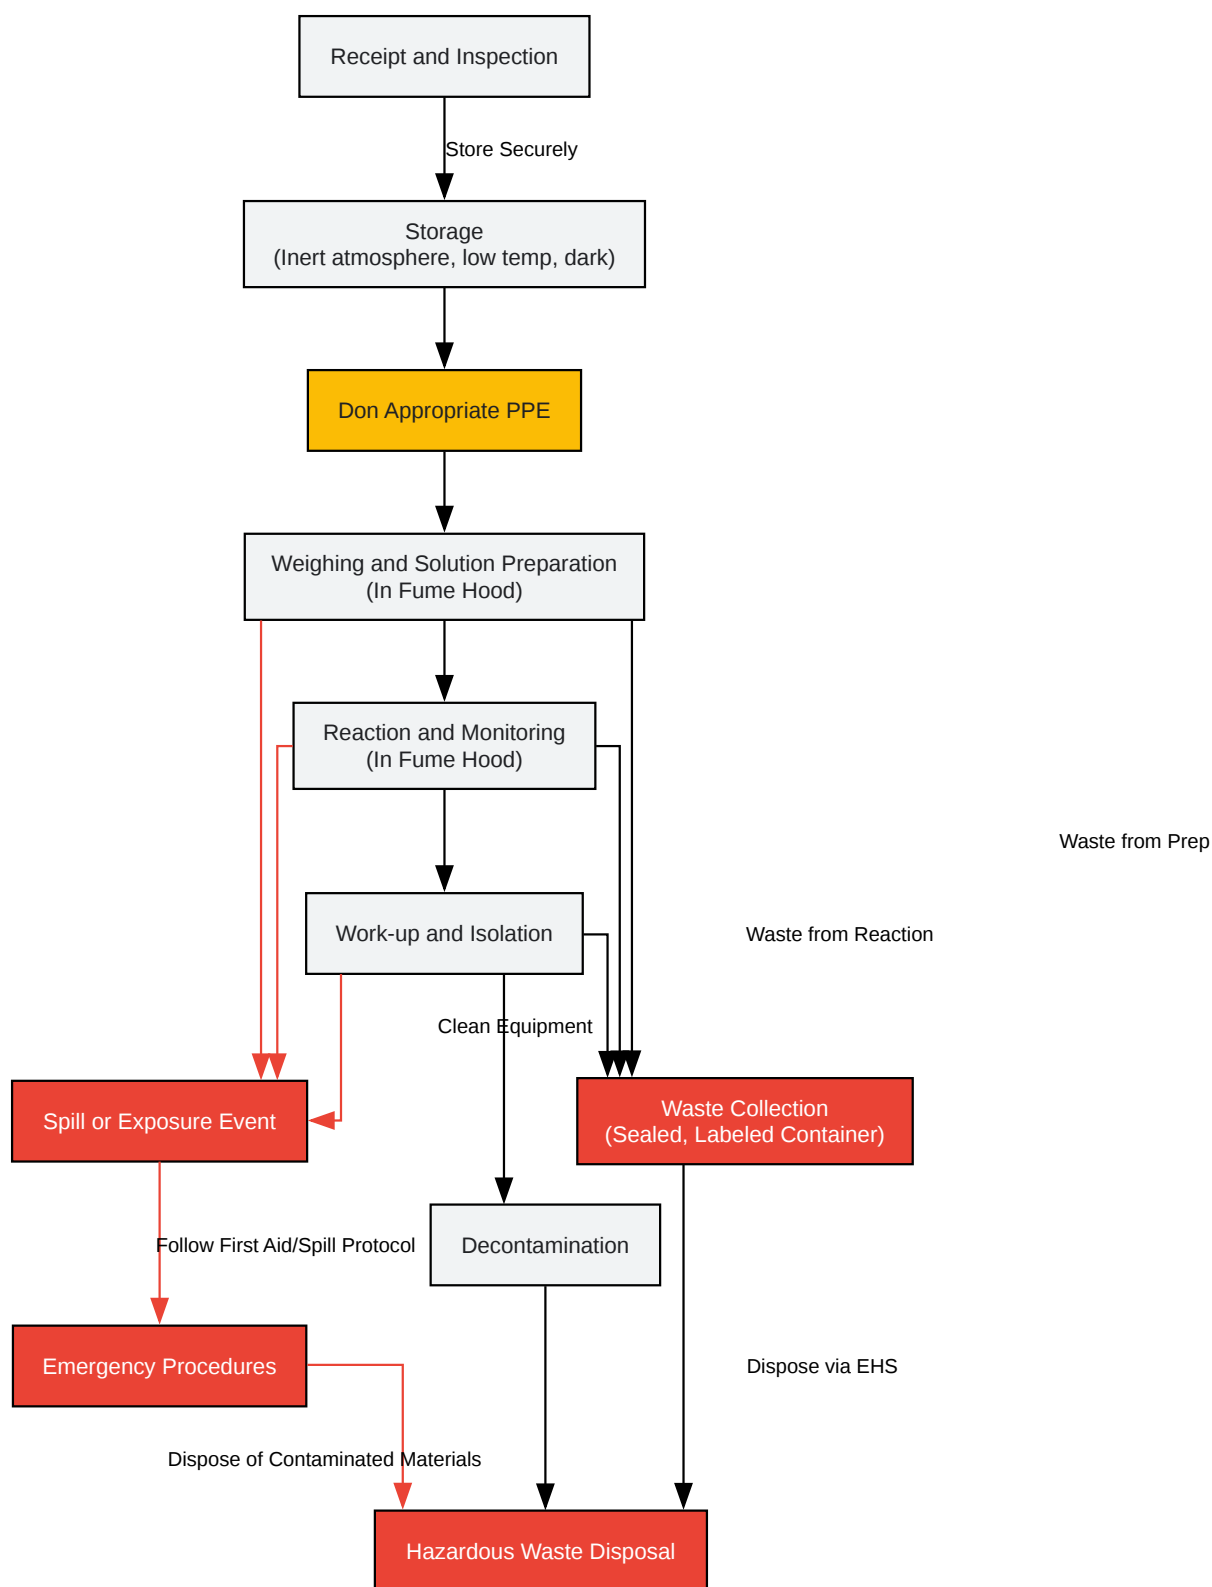 Receipt and Inspection
Store Securely
Storage
(Inert atmosphere, low temp, dark)
Don Appropriate PPE
Weighing and Solution Preparation
(In Fume Hood)
Reaction and Monitoring
(In Fume Hood)
Waste from Prep
Work-up and Isolation
Waste from Reaction
Clean Equipment
Spill or Exposure Event
Waste Collection
(Sealed, Labeled Container)
Follow First Aid/Spill Protocol
Decontamination
Emergency Procedures
Dispose via EHS
Dispose of Contaminated Materials
Hazardous Waste Disposal